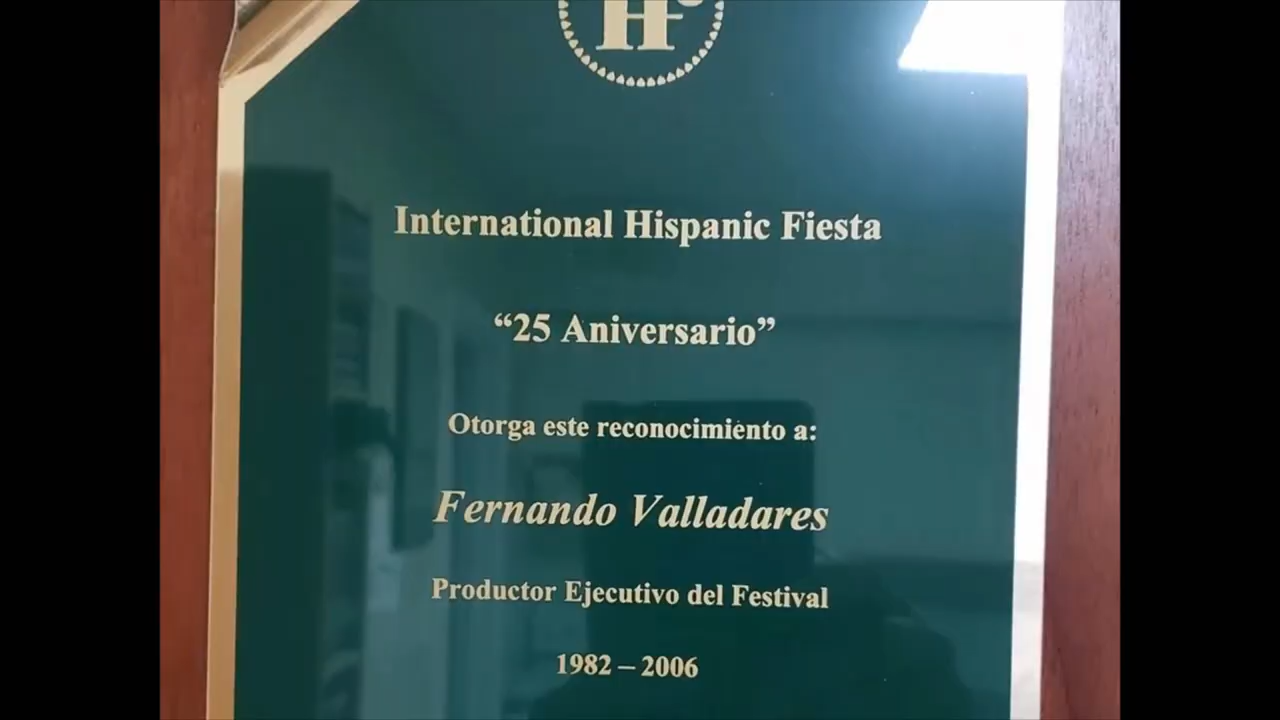 H
International Hispanic Fiesta
“25 Aniversario”
Otorga este reconocimiento a:
Fernando Valladares
Productor Ejecutivo del Festival
1982 – 2006